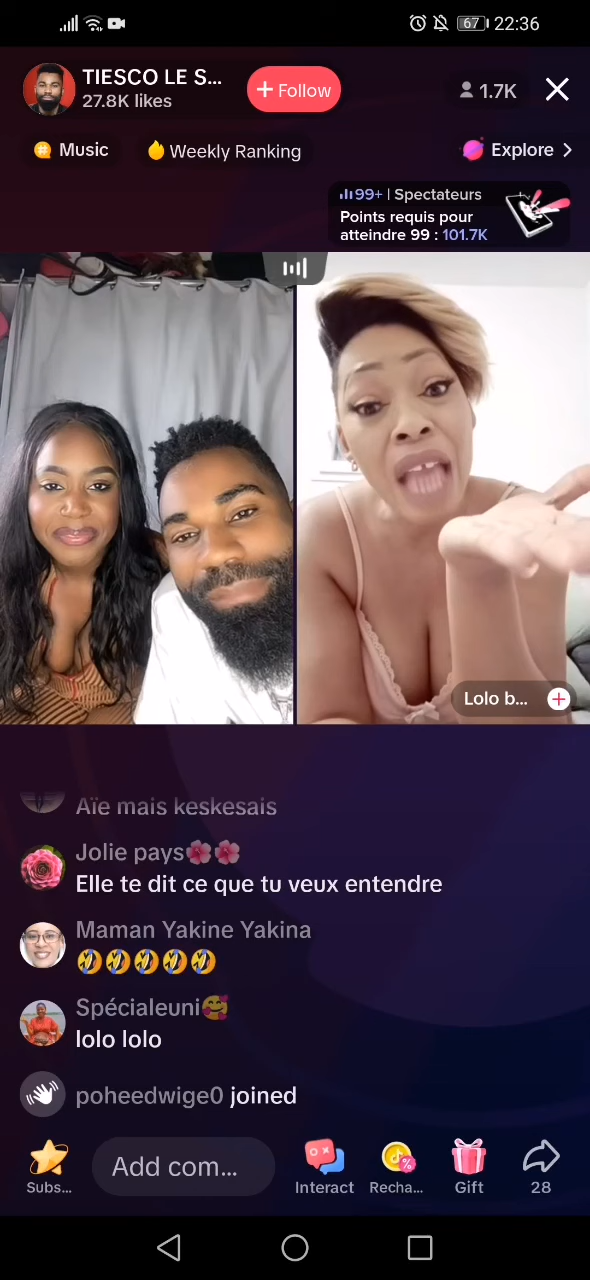 67
22:36
TIESCO LE S...
27.8K likes
+ Follow
1.7K
Music
Weekly Ranking
Explore
99+ | Spectateurs
Points requis pour
atteindre 99 : 101.7K
Lolo b...
Aïe mais keskesais
Jolie pays🌺🌺
Elle te dit ce que tu veux entendre
Maman Yakine Yakina
🤣🤣🤣🤣🤣
Spécialeuni🥰
lolo lolo
poheedwige0 joined
Subs...
Add com...
Interact
Recha...
Gift
28